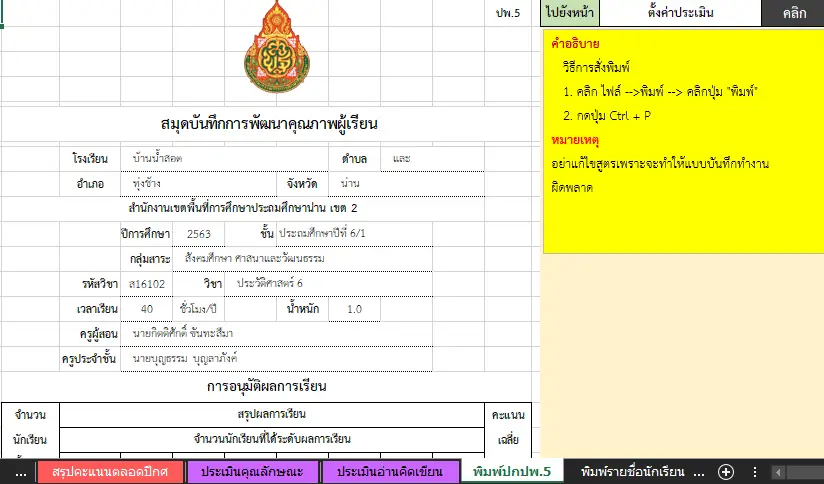 ปพ.5
ไปยังหน้า ตั้งค่าประเมิน คลิก
คำอธิบาย
วิธีการสั่งพิมพ์
1. คลิก ไฟล์ -->พิมพ์ --> คลิกปุ่ม "พิมพ์"
2. กดปุ่ม Ctrl + P
หมายเหตุ
อย่าแก้ไขสูตรเพราะจะทำให้แบบบันทึกทำงาน
ผิดพลาด
สมุดบันทึกการพัฒนาคุณภาพผู้เรียน
โรงเรียน บ้านน้ำสอด ตำบล และ
อำเภอ ทุ่งช้าง จังหวัด น่าน
สำนักงานเขตพื้นที่การศึกษาประถมศึกษาน่าน เขต 2
ปีการศึกษา 2563 ชั้น ประถมศึกษาปีที่ 6/1
กลุ่มสาระ สังคมศึกษา ศาสนาและวัฒนธรรม
รหัสวิชา ส16102 วิชา ประวัติศาสตร์ 6
เวลาเรียน 40 ชั่วโมง/ปี น้ำหนัก 1.0
ครูผู้สอน นายกิตติศักดิ์ ขันทะสีมา
ครูประจำชั้น นายบุญธรรม บุญลาภังค์
การอนุมัติผลการเรียน
จำนวน สรุปผลการเรียน คะแนน
นักเรียน จำนวนนักเรียนที่ได้ระดับผลการเรียน เฉลี่ย
... สรุปคะแนนตลอดปีกศ ประเมินคุณลักษณะ ประเมินอ่านคิดเขียน พิมพ์ปกปพ.5 พิมพ์รายชื่อนักเรียน ...